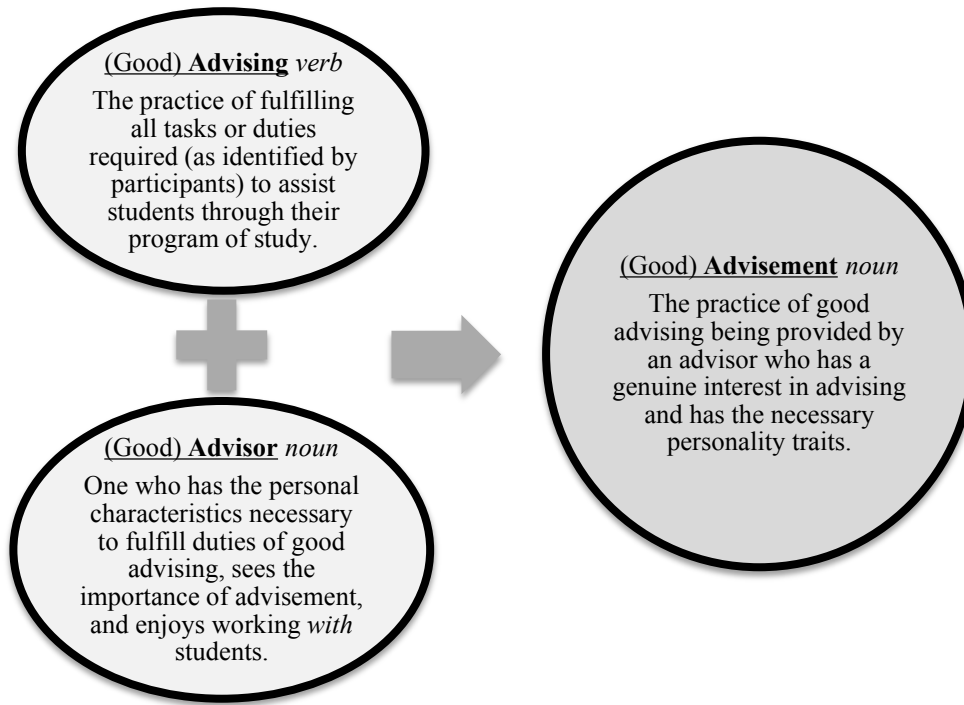 (Good) Advising verb
The practice of fulfilling
all tasks or duties
required (as identified by
participants) to assist
students through their
program of study.
(Good) Advisor noun
One who has the personal
characteristics necessary
to fulfill duties of good
advising, sees the
importance of advisement,
and enjoys working with
students.
(Good) Advisement noun
The practice of good
advising being provided by
an advisor who has a
genuine interest in advising
and has the necessary
personality traits.